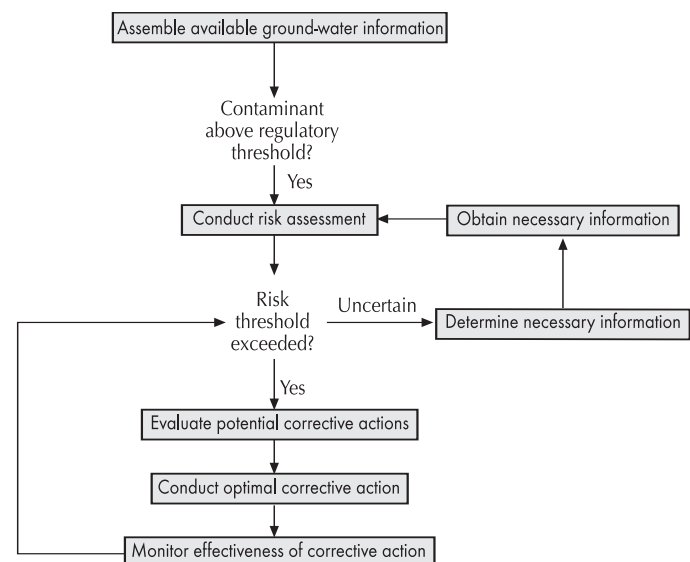 Assemble available ground-water information
Contaminant
above regulatory
threshold?
Yes
Conduct risk assessment
Obtain necessary information
Risk
threshold
exceeded?
Uncertain
Determine necessary information
Yes
Evaluate potential corrective actions
Conduct optimal corrective action
Monitor effectiveness of corrective action